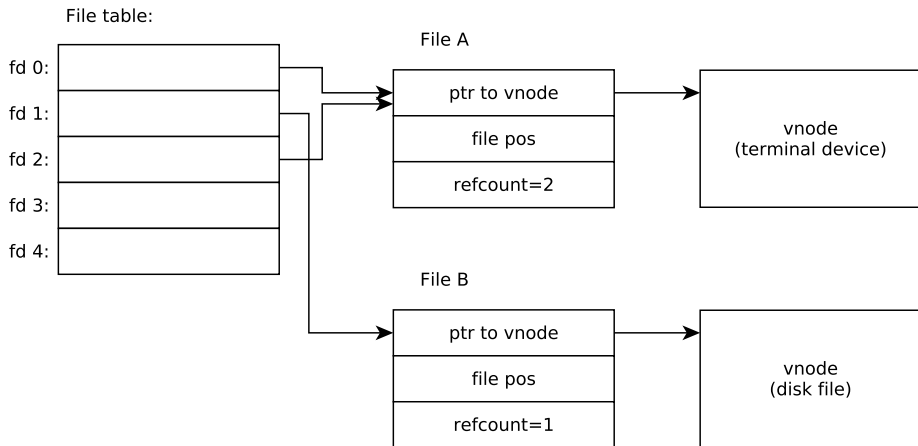 File table:
fd 0:
fd 1:
fd 2:
fd 3:
fd 4:
File A
ptr to vnode
file pos
refcount=2
vnode
(terminal device)
File B
ptr to vnode
file pos
refcount=1
vnode
(disk file)